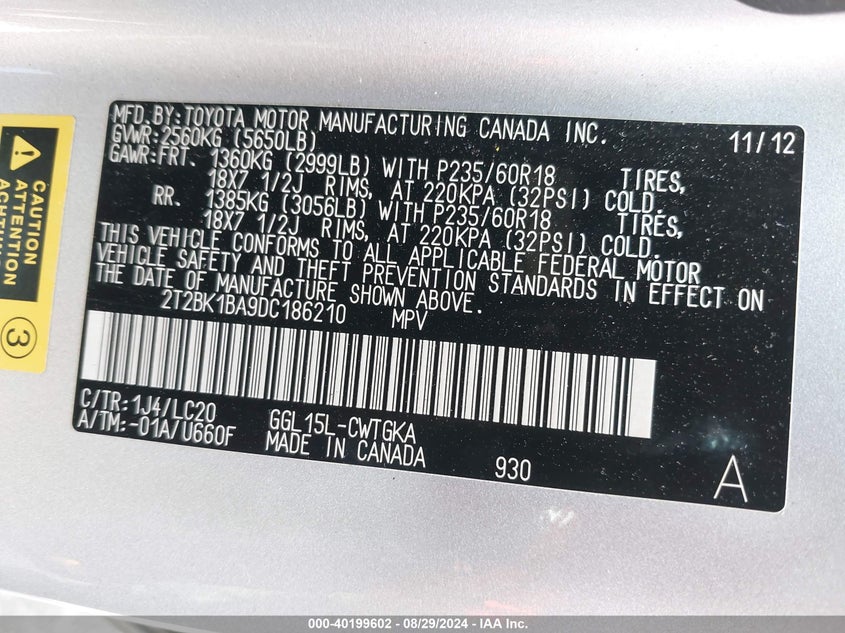 MFD.BY:TOYOTA MOTOR MANUFACTURING CANADA INC. 11/12
GVWR:2560KG (5650LB)
GAWR:FRT. 1360KG (2999LB) WITH P235/60R18 TIRES,
18X7 1/2J RIMS, AT 220KPA (32PSI) COLD.
RR. 1385KG (3056LB) WITH P235/60R18 TIRES,
18X7 1/2J RIMS, AT 220KPA (32PSI) COLD.
THIS VEHICLE CONFORMS TO ALL APPLICABLE FEDERAL MOTOR
VEHICLE SAFETY AND THEFT PREVENTION STANDARDS IN EFFECT ON
THE DATE OF MANUFACTURE SHOWN ABOVE.
2T2BK1BA9DC186210 MPV
C/TR:1J4/LC20 GGL15L-CWTGKA
A/TM:-01A/U660F MADE IN CANADA 930 A
CAUTION
ATTENTION
ACHTUNG
3
000-40199602 - 08/29/2024 - IAA Inc.